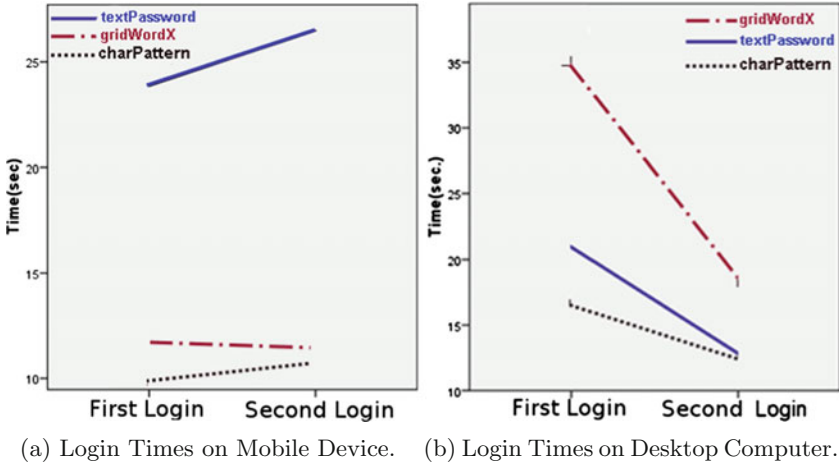 textPassword
gridWordX
charPattern
Time(sec)
25
20
15
10
First Login Second Login
(a) Login Times on Mobile Device.
gridWordX
textPassword
charPattern
Time(sec.)
35
30
25
20
15
10
First Login Second Login
(b) Login Times on Desktop Computer.